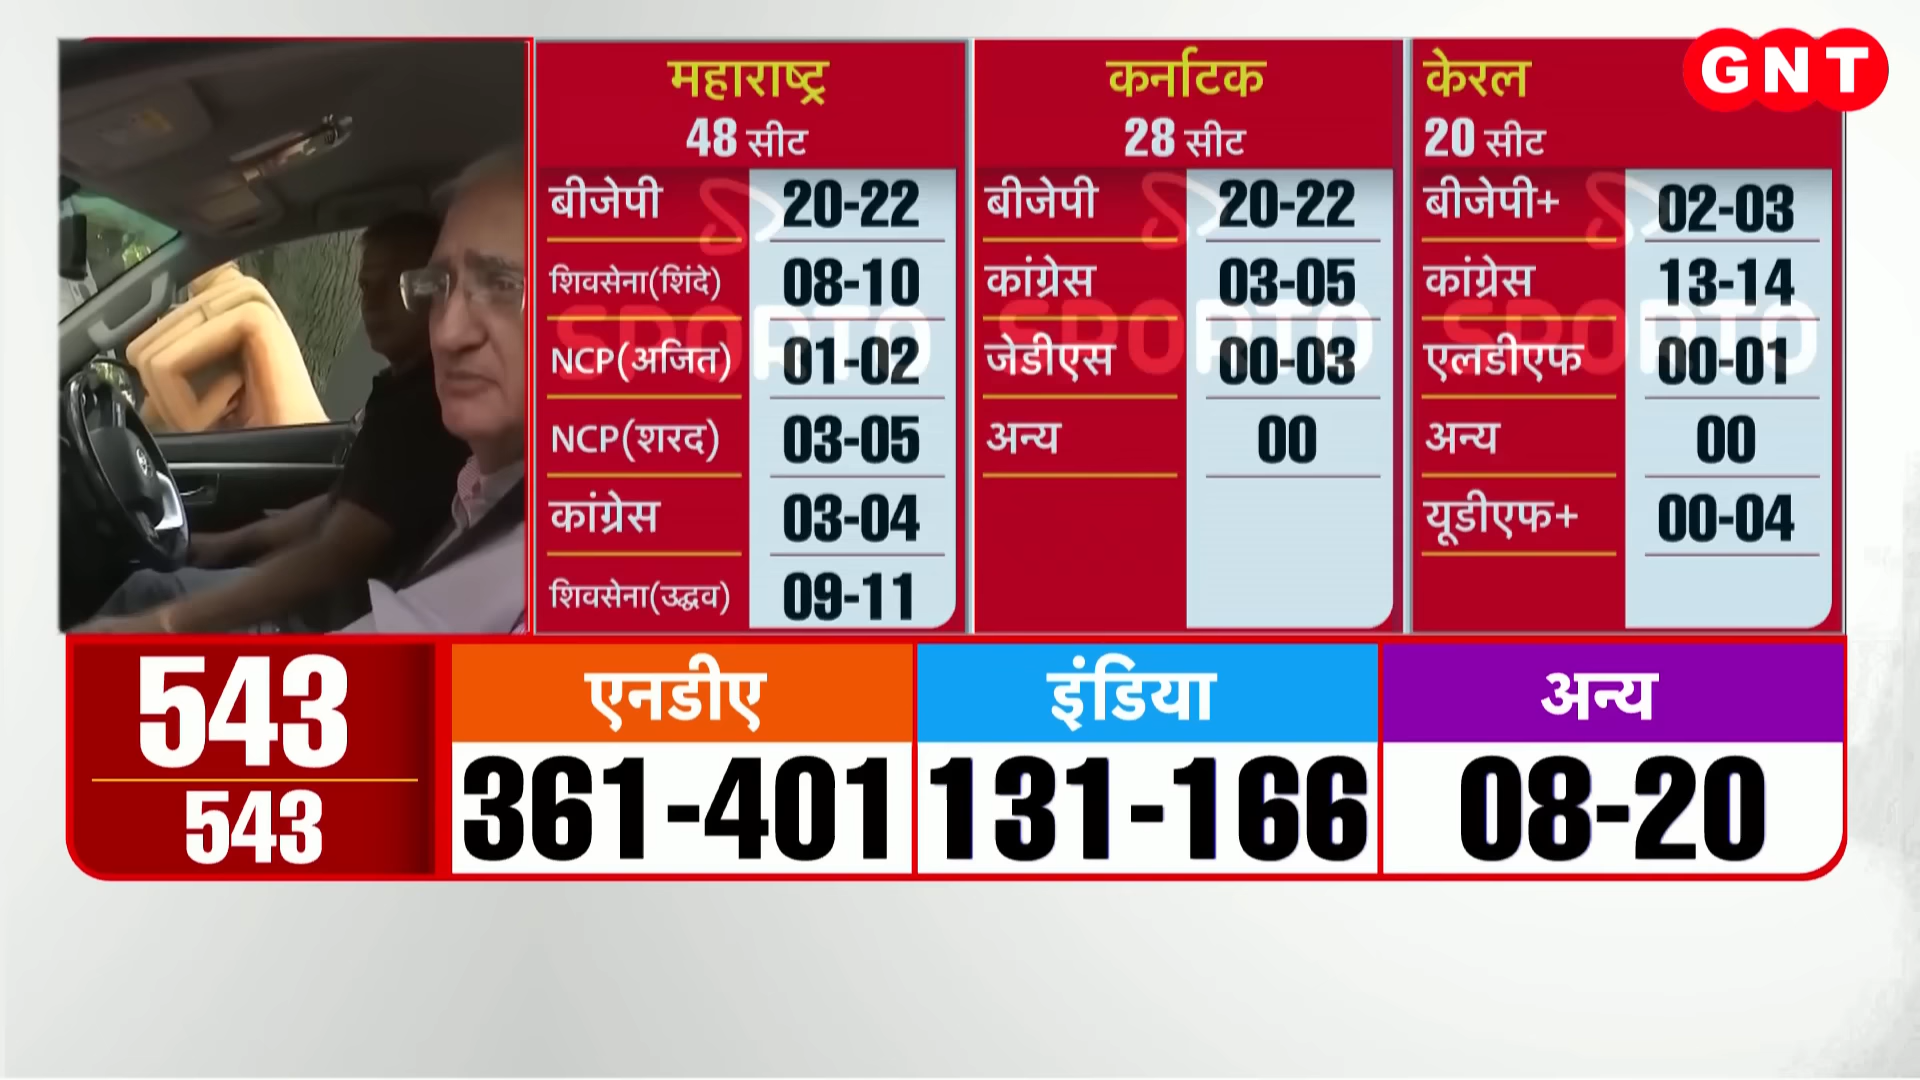 GNT
महाराष्ट्र
48 सीट
बीजेपी 20-22
शिवसेना(शिंदे) 08-10
NCP(अजित) 01-02
NCP(शरद) 03-05
कांग्रेस 03-04
शिवसेना(उद्धव) 09-11
कर्नाटक
28 सीट
बीजेपी 20-22
कांग्रेस 03-05
जेडीएस 00-03
अन्य 00
केरल
20 सीट
बीजेपी+ 02-03
कांग्रेस 13-14
एलडीएफ 00-01
अन्य 00
यूडीएफ+ 00-04
SPORTO
SPORTO
SPORTO
543
543
एनडीए
361-401
इंडिया
131-166
अन्य
08-20